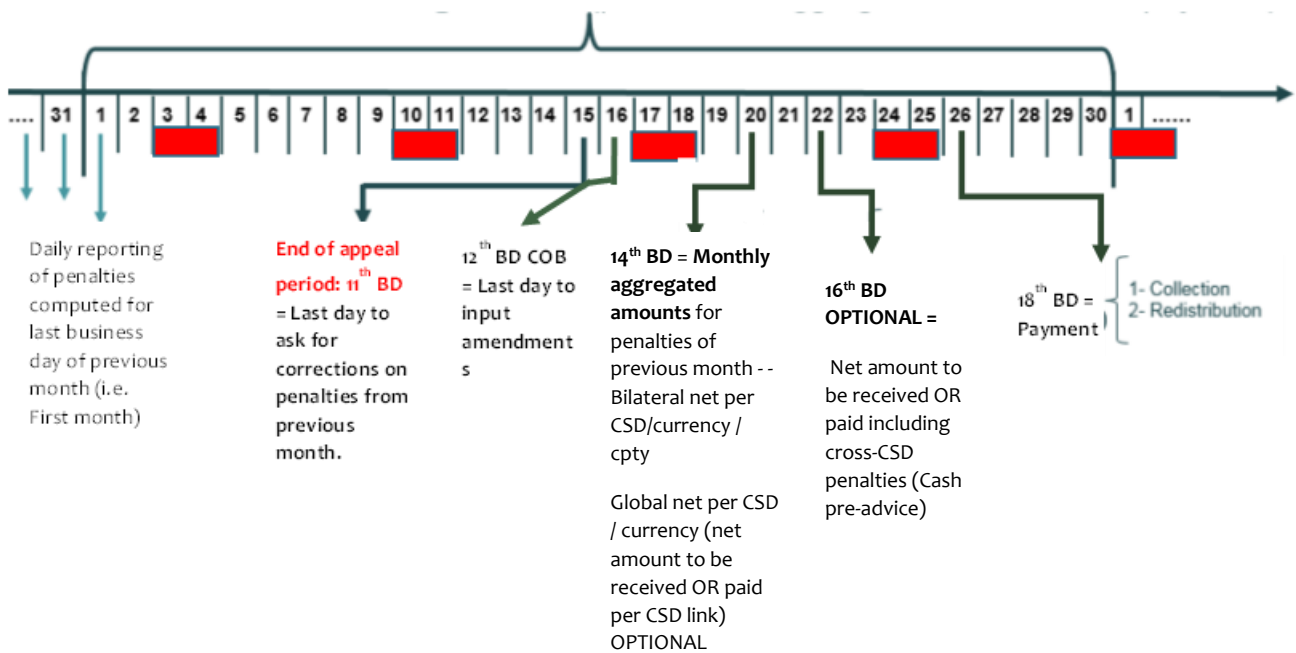 .... 31 1 2 3 4 5 6 7 8 9 10 11 12 13 14 15 16 17 18 19 20 21 22 23 24 25 26 27 28 29 30 1 ......
Daily reporting
of penalties
computed for
last business
day of previous
month (i.e.
First month)
End of appeal
period: 11th BD
= Last day to
ask for
corrections on
penalties from
previous
month.
12th BD COB
= Last day to
input
amendment
s
14th BD = Monthly
aggregated
amounts for
penalties of
previous month - -
Bilateral net per
CSD/currency /
cpty
Global net per CSD
/ currency (net
amount to be
received OR paid
per CSD link)
OPTIONAL
16th BD
OPTIONAL =
Net amount to
be received OR
paid including
cross-CSD
penalties (Cash
pre-advice)
18th BD =
Payment
1- Collection
2- Redistribution